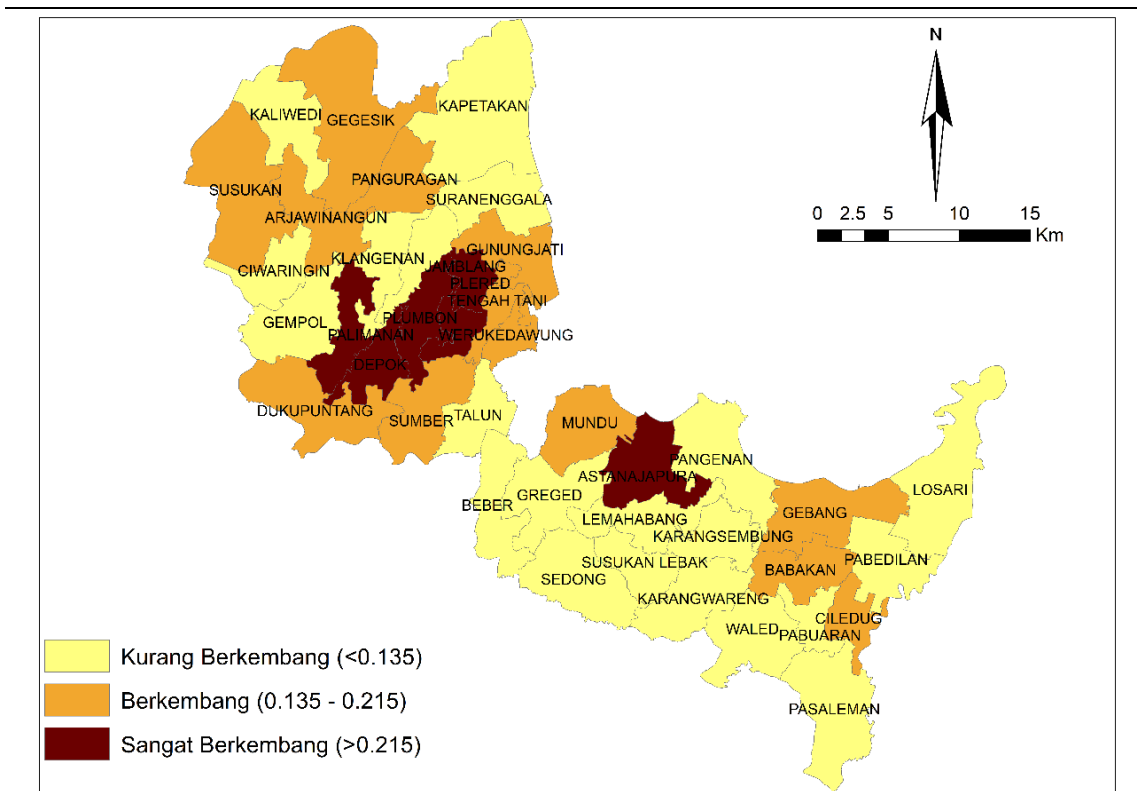 N
0 2.5 5 10 15
Km
KAPETAKAN
KALIWEDI
GEGESIK
PANGURAGAN
SUSUKAN
SURANENGGALA
ARJAWINANGUN
GUNUNGJATI
KLANGENAN
JAMBLANG
CIWARINGIN
PLERED
TENGAH TANI
GEMPOL
PLUMBON
PALIMANAN
WERUKEDAWUNG
DEPOK
DUKUPUNTANG
SUMBER
TALUN
MUNDU
PANGENAN
ASTANAJAPURA
LOSARI
GREGED
BEBER
GEBANG
LEMAHABANG
KARANGSEMBUNG
PABEDILAN
SUSUKAN LEBAK
BABAKAN
SEDONG
KARANGWARENG
CILEDUG
WALED
PABUARAN
PASALEMAN
Kurang Berkembang (<0.135)
Berkembang (0.135 - 0.215)
Sangat Berkembang (>0.215)